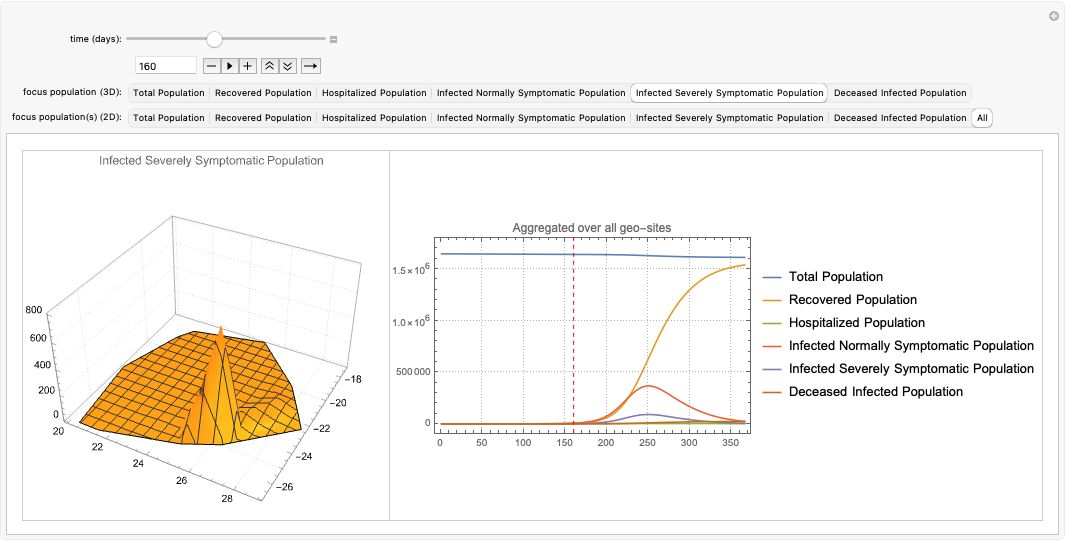 time (days):
160
focus population (3D): Total Population Recovered Population Hospitalized Population Infected Normally Symptomatic Population Infected Severely Symptomatic Population Deceased Infected Population
focus population(s) (2D): Total Population Recovered Population Hospitalized Population Infected Normally Symptomatic Population Infected Severely Symptomatic Population Deceased Infected Population All
Infected Severely Symptomatic Population
800
600
400
200
0
20
22
24
26
28
−18
−20
−22
−24
−26
Aggregated over all geo−sites
1.5×10⁶
1.0×10⁶
500 000
0
0 50 100 150 200 250 300 350
Total Population
Recovered Population
Hospitalized Population
Infected Normally Symptomatic Population
Infected Severely Symptomatic Population
Deceased Infected Population